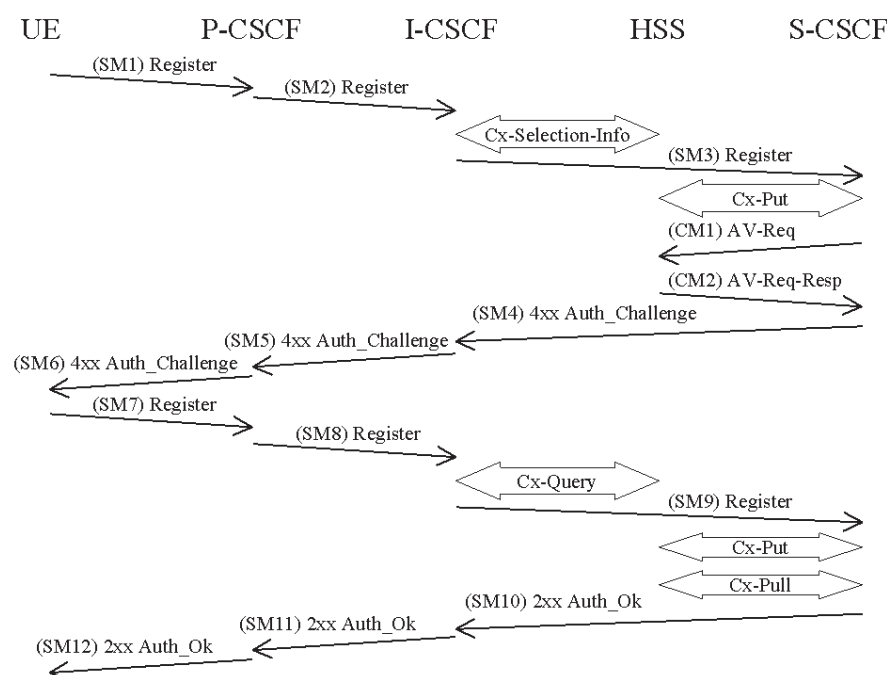 UE P-CSCF I-CSCF HSS S-CSCF
(SM1) Register
(SM2) Register
Cx-Selection-Info
(SM3) Register
Cx-Put
(CM1) AV-Req
(CM2) AV-Req-Resp
(SM4) 4xx Auth_Challenge
(SM5) 4xx Auth_Challenge
(SM6) 4xx Auth_Challenge
(SM7) Register
(SM8) Register
Cx-Query
(SM9) Register
Cx-Put
Cx-Pull
(SM10) 2xx Auth_Ok
(SM11) 2xx Auth_Ok
(SM12) 2xx Auth_Ok